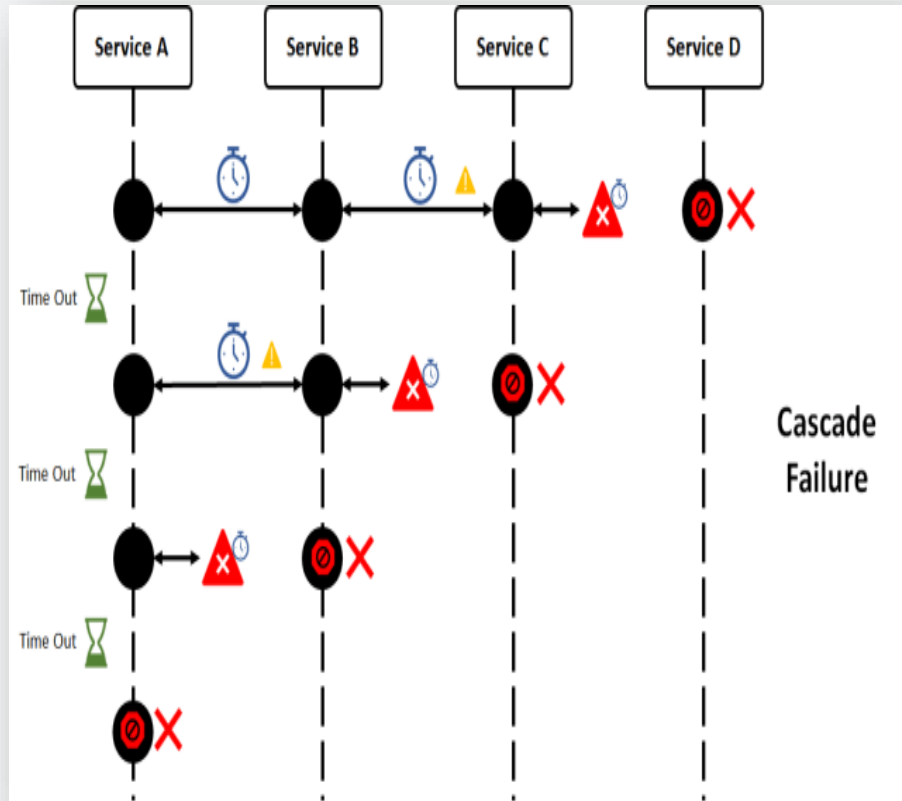 Service A
Service B
Service C
Service D
Time Out
Time Out
Cascade
Failure
Time Out